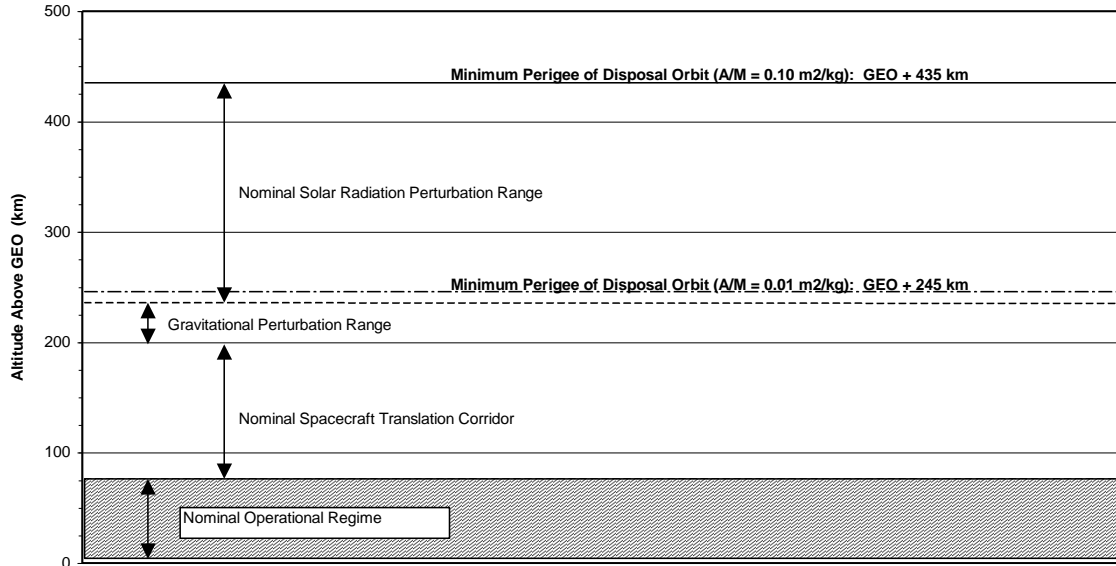 500
Minimum Perigee of Disposal Orbit (A/M = 0.10 m2/kg): GEO + 435 km
400
Nominal Solar Radiation Perturbation Range
300
Minimum Perigee of Disposal Orbit (A/M = 0.01 m2/kg): GEO + 245 km
Gravitational Perturbation Range
200
Nominal Spacecraft Translation Corridor
100
Nominal Operational Regime
0
Altitude Above GEO (km)